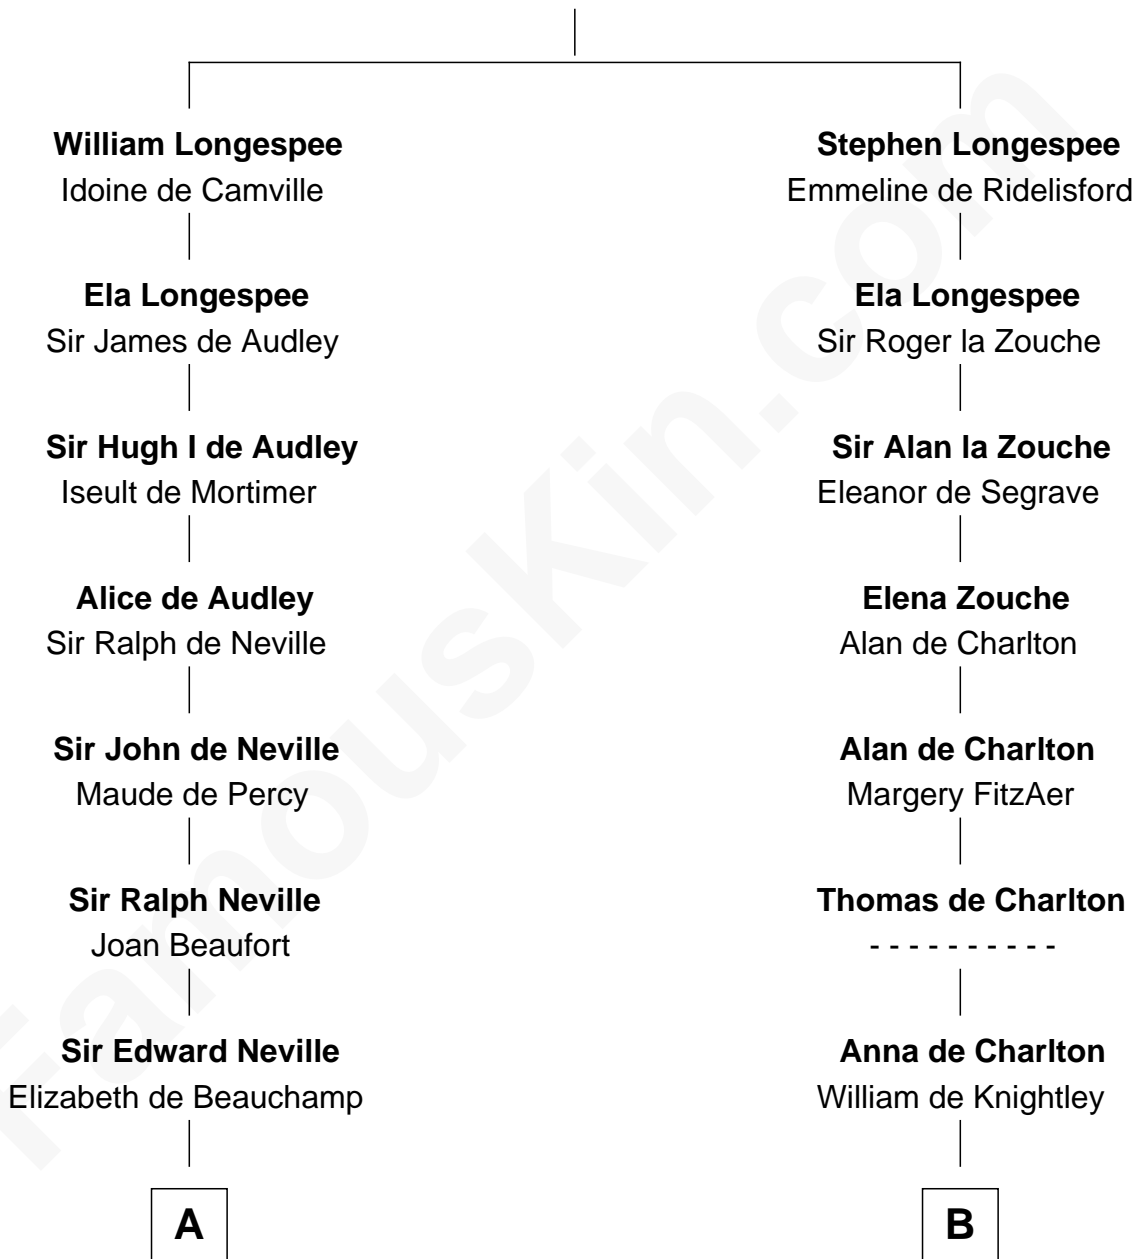 William Longespee
Idoine de Camville
Stephen Longespee
Emmeline de Ridelisford
Ela Longespee
Sir James de Audley
Ela Longespee
Sir Roger la Zouche
Sir Hugh I de Audley
Iseult de Mortimer
Sir Alan la Zouche
Eleanor de Segrave
Alice de Audley
Sir Ralph de Neville
Elena Zouche
Alan de Charlton
Sir John de Neville
Maude de Percy
Alan de Charlton
Margery FitzAer
Sir Ralph Neville
Joan Beaufort
Thomas de Charlton
- - - - - - - - - -
Sir Edward Neville
Elizabeth de Beauchamp
Anna de Charlton
William de Knightley
A
B
FamousKin.com